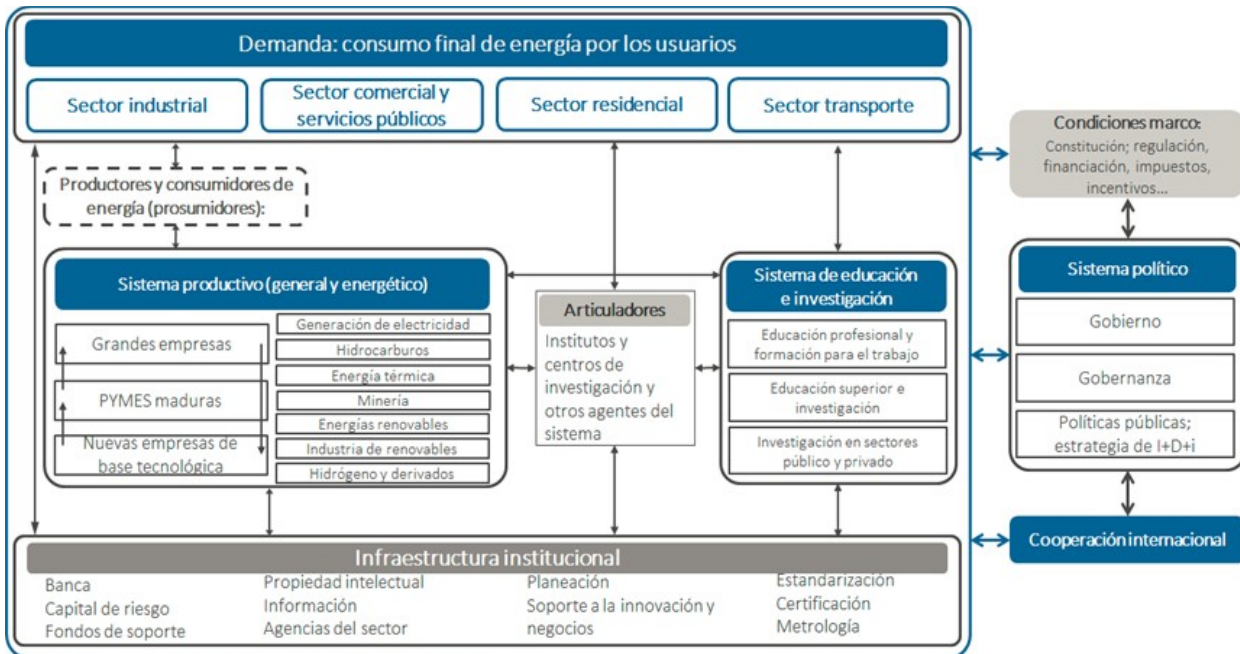 Demanda: consumo final de energía por los usuarios
Sector industrial
Sector comercial y
servicios públicos
Sector residencial
Sector transporte
Condiciones marco:
Constitución; regulación,
financiación, impuestos,
incentivos...
Productores y consumidores de
energía (prosumidores):
Sistema productivo (general y energético)
Grandes empresas
PYMES maduras
Nuevas empresas de
base tecnológica
Generación de electricidad
Hidrocarburos
Energía térmica
Minería
Energías renovables
Industria de renovables
Hidrógeno y derivados
Articuladores
Institutos y
centros de
investigación y
otros agentes del
sistema
Sistema de educación
e investigación
Educación profesional y
formación para el trabajo
Educación superior e
investigación
Investigación en sectores
público y privado
Sistema político
Gobierno
Gobernanza
Políticas públicas;
estrategia de I+D+i
Cooperación internacional
Infraestructura institucional
Banca
Capital de riesgo
Fondos de soporte
Propiedad intelectual
Información
Agencias del sector
Planeación
Soporte a la innovación y
negocios
Estandarización
Certificación
Metrología